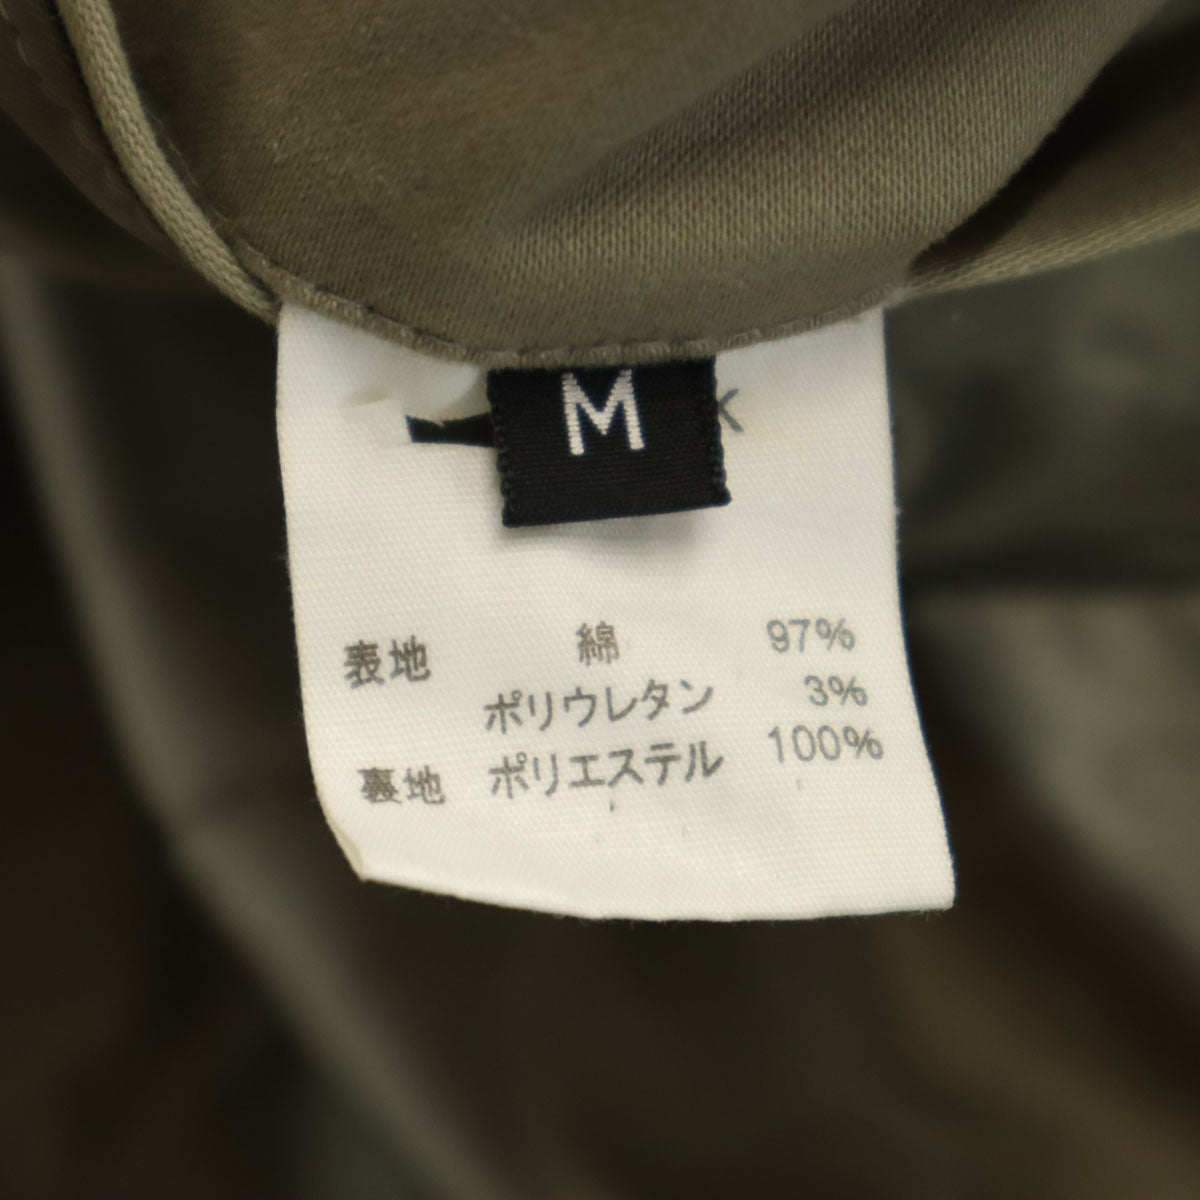 M
K
表地 綿 97%
ポリウレタン 3%
裏地 ポリエステル 100%